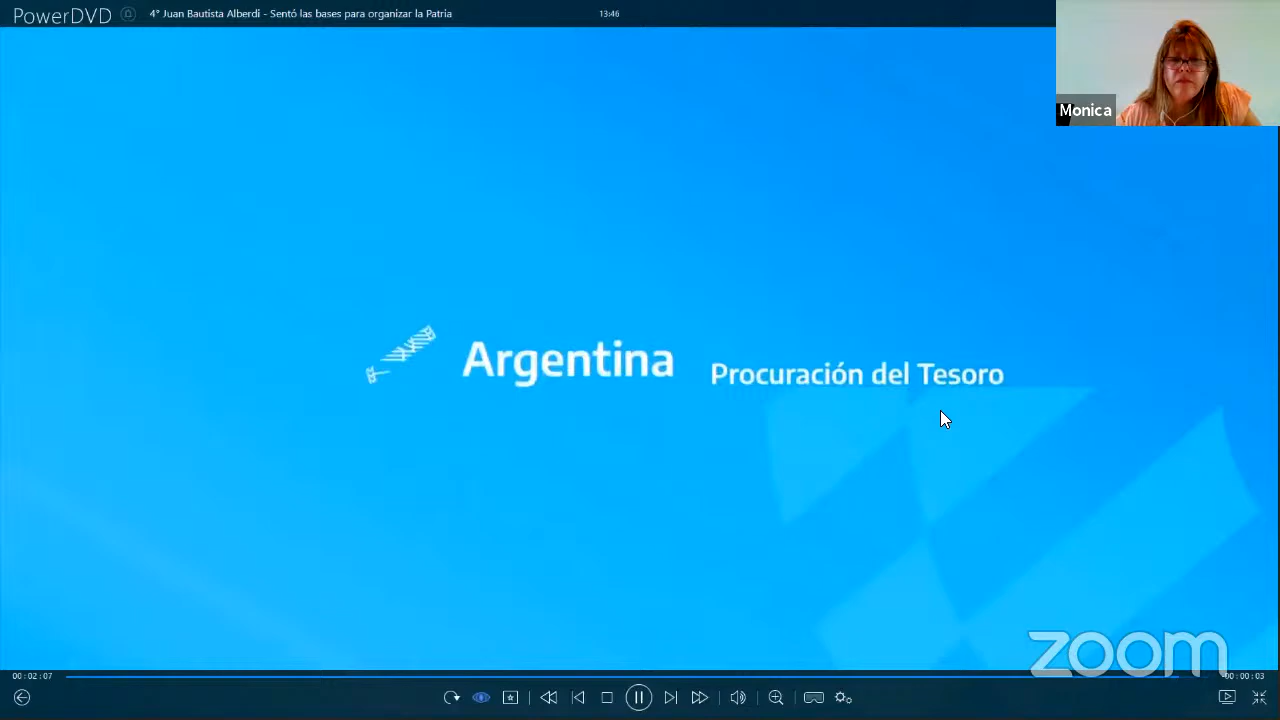 PowerDVD
4° Juan Bautista Alberdi - Sentó las bases para organizar la Patria
13:46
Monica
Argentina
Procuración del Tesoro
zoom
00:02:07
-00:00:03